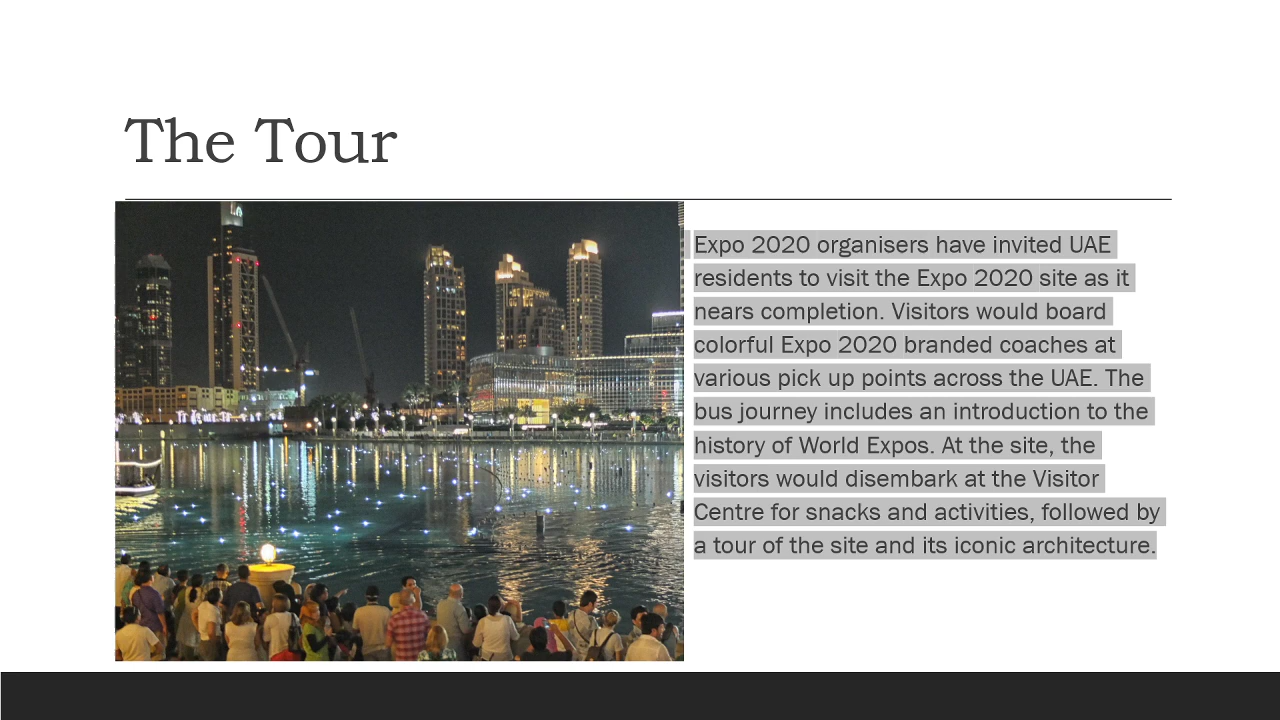 The Tour
Expo 2020 organisers have invited UAE
residents to visit the Expo 2020 site as it
nears completion. Visitors would board
colorful Expo 2020 branded coaches at
various pick up points across the UAE. The
bus journey includes an introduction to the
history of World Expos. At the site, the
visitors would disembark at the Visitor
Centre for snacks and activities, followed by
a tour of the site and its iconic architecture.